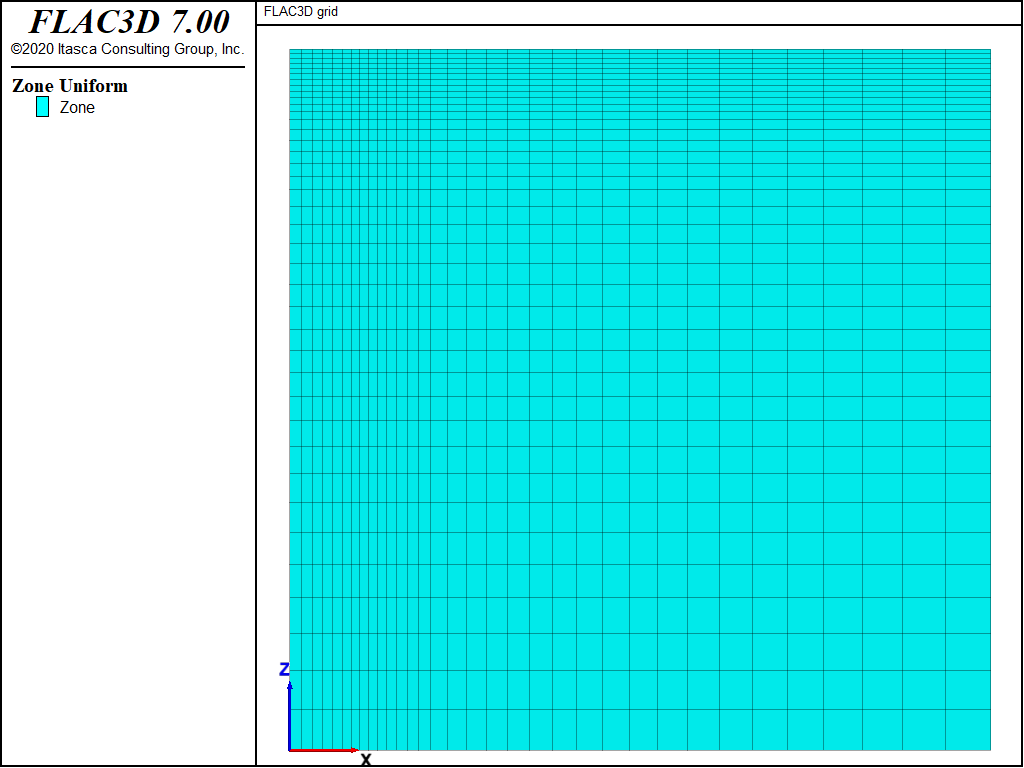 FLAC3D 7.00
©2020 Itasca Consulting Group, Inc.
Zone Uniform
Zone
FLAC3D grid
Z
X